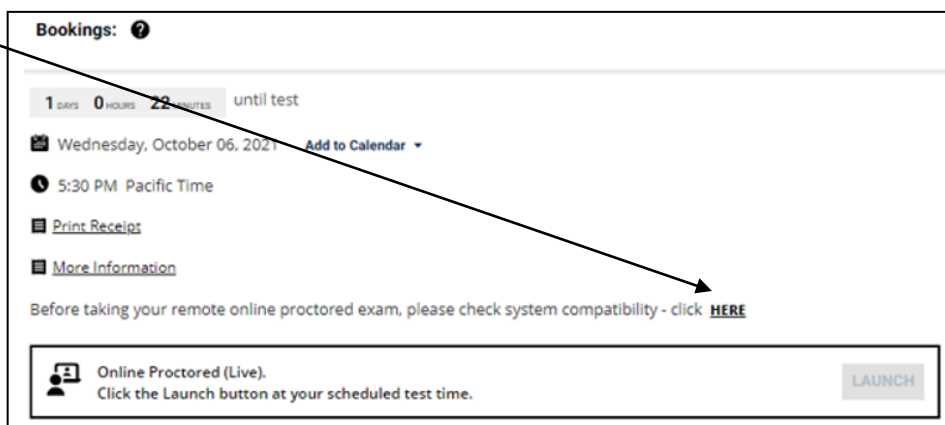 Bookings: ?
1 DAYS 0 HOURS 22 MINUTES until test
Wednesday, October 06, 2021 Add to Calendar
5:30 PM Pacific Time
Print Receipt
More Information
Before taking your remote online proctored exam, please check system compatibility - click HERE
Online Proctored (Live).
Click the Launch button at your scheduled test time.
LAUNCH